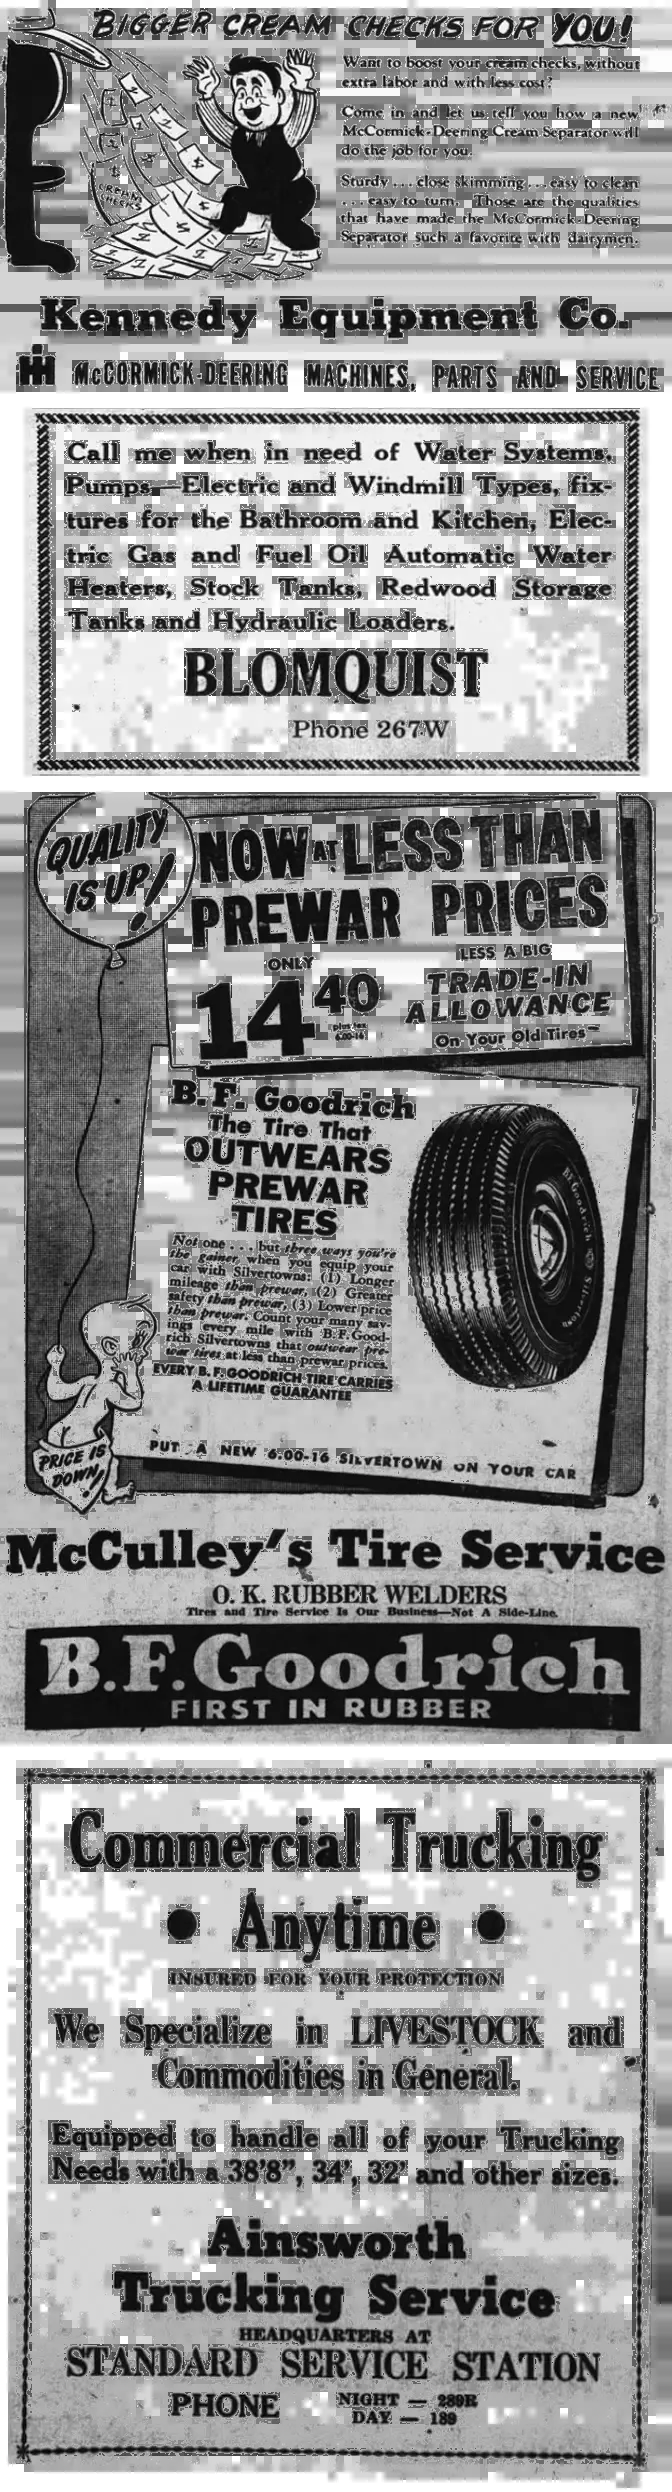 BIGGER CREAM CHECKS FOR YOU!
Want to boost your cream checks, without
extra labor and with less cost?
Come in and let us tell you how a new
McCormick-Deering Cream Separator will
do the job for you.
Sturdy . . . close skimming . . . easy to clean
. . . easy to turn. Those are the qualities
that have made the McCormick-Deering
Separator such a favorite with dairymen.
CREAM
CHECKS
Kennedy Equipment Co.
McCORMICK-DEERING MACHINES, PARTS AND SERVICE
Call me when in need of Water Systems,
Pumps—Electric and Windmill Types, fix-
tures for the Bathroom and Kitchen, Elec-
tric Gas and Fuel Oil Automatic Water
Heaters, Stock Tanks, Redwood Storage
Tanks and Hydraulic Loaders.
BLOMQUIST
Phone 267W
QUALITY
IS UP!
NOW AT LESS THAN
PREWAR PRICES
ONLY
14 40
plus tax
6.00-16
LESS A BIG
TRADE-IN
ALLOWANCE
On Your Old Tires
B. F. Goodrich
The Tire That
OUTWEARS
PREWAR
TIRES
Not one . . . but three ways you're
the gainer when you equip your
car with Silvertowns: (1) Longer
mileage than prewar, (2) Greater
safety than prewar, (3) Lower price
than prewar. Count your many sav-
ings every mile with B. F. Good-
rich Silvertowns that outwear pre-
war tires at less than prewar prices.
EVERY B. F. GOODRICH TIRE CARRIES
A LIFETIME GUARANTEE
B.F. Goodrich Silvertown
PRICE IS
DOWN!
PUT A NEW 6.00-16 SILVERTOWN ON YOUR CAR
McCulley's Tire Service
O. K. RUBBER WELDERS
Tires and Tire Service Is Our Business—Not A Side-Line.
B.F. Goodrich
FIRST IN RUBBER
Commercial Trucking
• Anytime •
INSURED FOR YOUR PROTECTION
We Specialize in LIVESTOCK and
Commodities in General.
Equipped to handle all of your Trucking
Needs with a 38'8", 34', 32' and other sizes.
Ainsworth
Trucking Service
HEADQUARTERS AT
STANDARD SERVICE STATION
PHONE NIGHT — 289R
DAY — 189